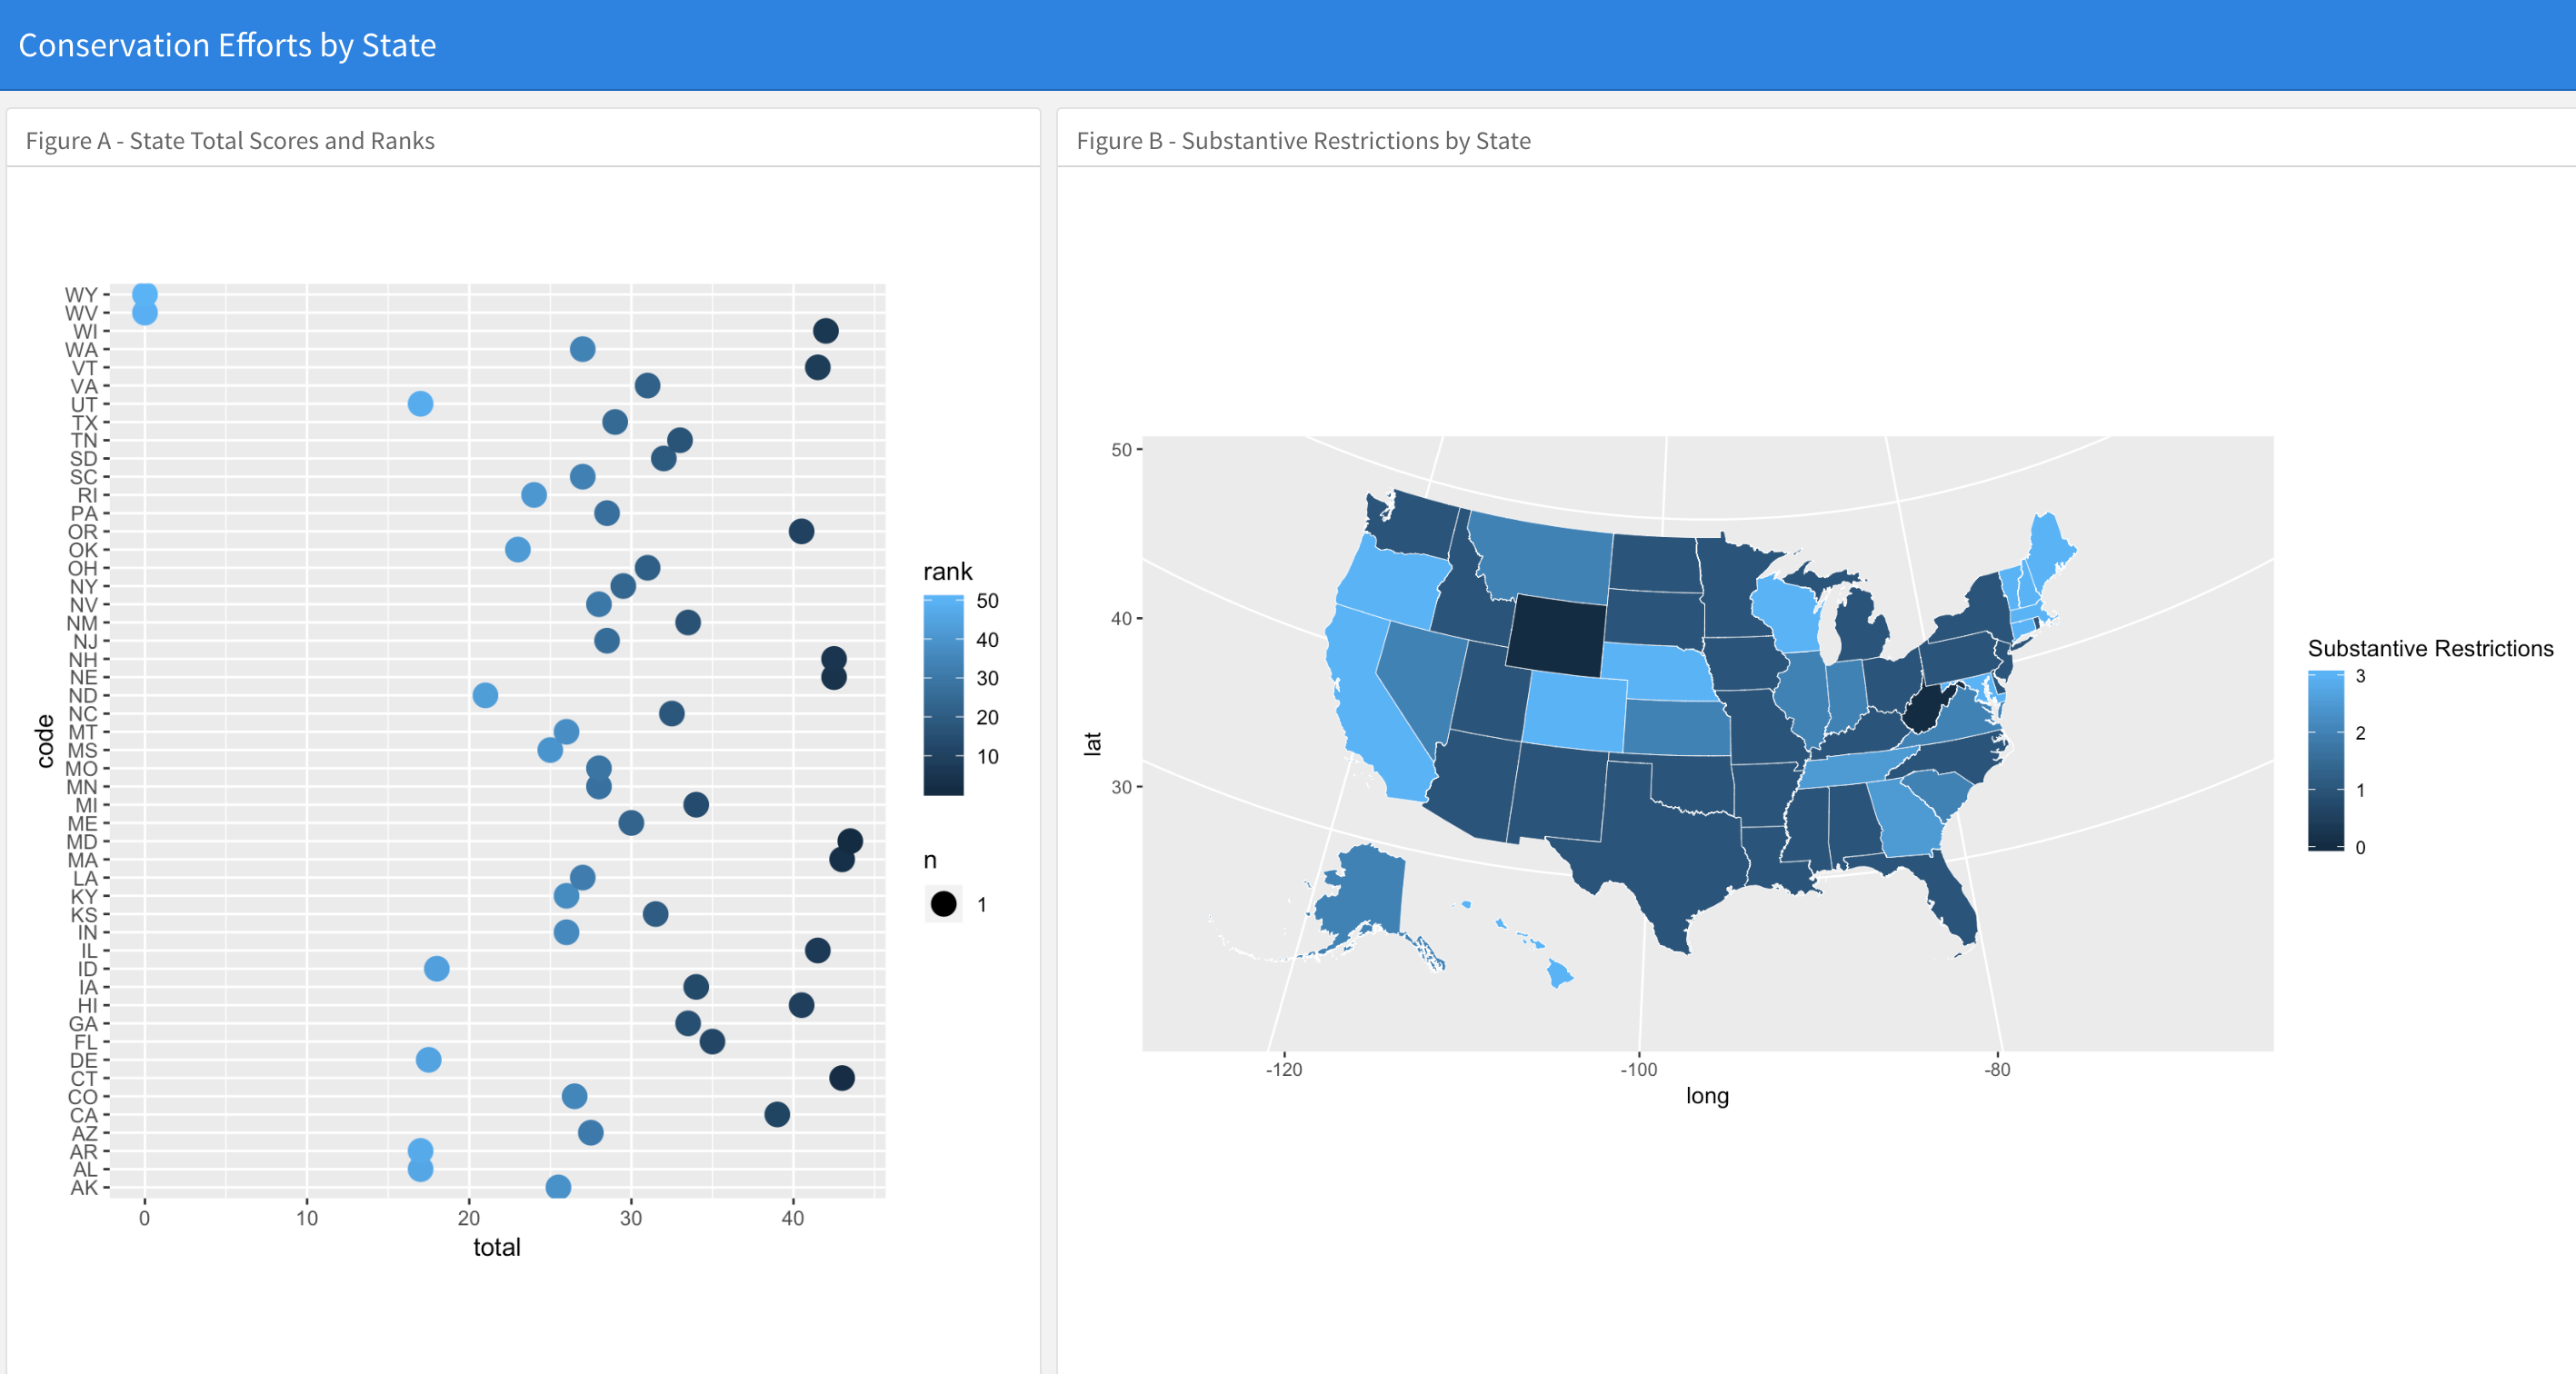 Conservation Efforts by State
Figure A - State Total Scores and Ranks
WY
WV
WI
WA
VT
VA
UT
TX
TN
SD
SC
RI
PA
OR
OK
OH
NY
NV
NM
NJ
NH
NE
ND
NC
MT
MS
MO
MN
MI
ME
MD
MA
LA
KY
KS
IN
IL
ID
IA
HI
GA
FL
DE
CT
CO
CA
AZ
AR
AL
AK
code
0 10 20 30 40
total
rank
50
40
30
20
10
n
1
Figure B - Substantive Restrictions by State
50
40
30
lat
-120 -100 -80
long
Substantive Restrictions
3
2
1
0